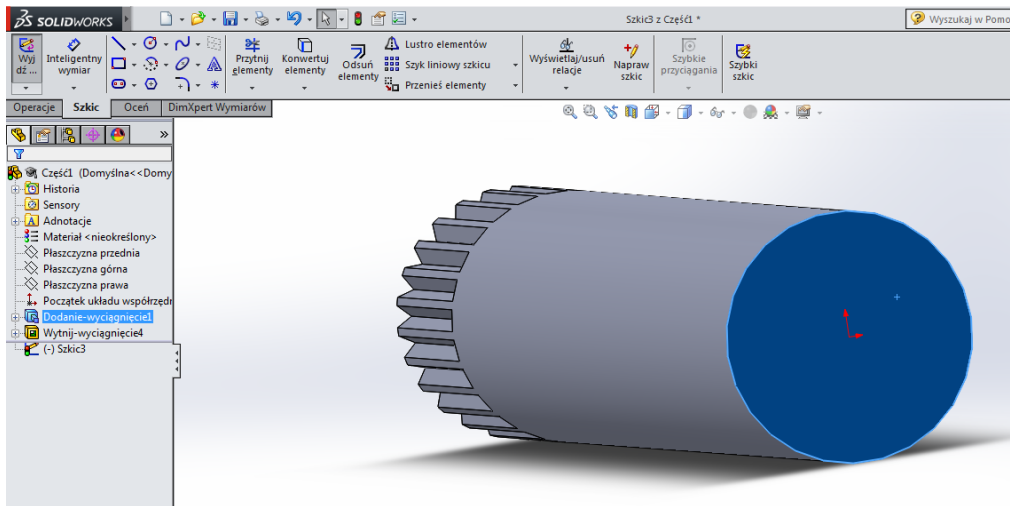 SOLIDWORKS
Szkic3 z Część1 *
Wyszukaj w Pomo
Wyj dź ...
Inteligentny wymiar
Przytnij elementy
Konwertuj elementy
Odsuń elementy
Lustro elementów
Szyk liniowy szkicu
Przenieś elementy
Wyświetlaj/usuń relacje
Napraw szkic
Szybkie przyciągania
Szybki szkic
Operacje Szkic Oceń DimXpert Wymiarów
Część1 (Domyślna<<Domy
Historia
Sensory
Adnotacje
Materiał <nieokreślony>
Płaszczyzna przednia
Płaszczyzna górna
Płaszczyzna prawa
Początek układu współrzędn
Dodanie-wyciągnięcie1
Wytnij-wyciągnięcie4
(-) Szkic3